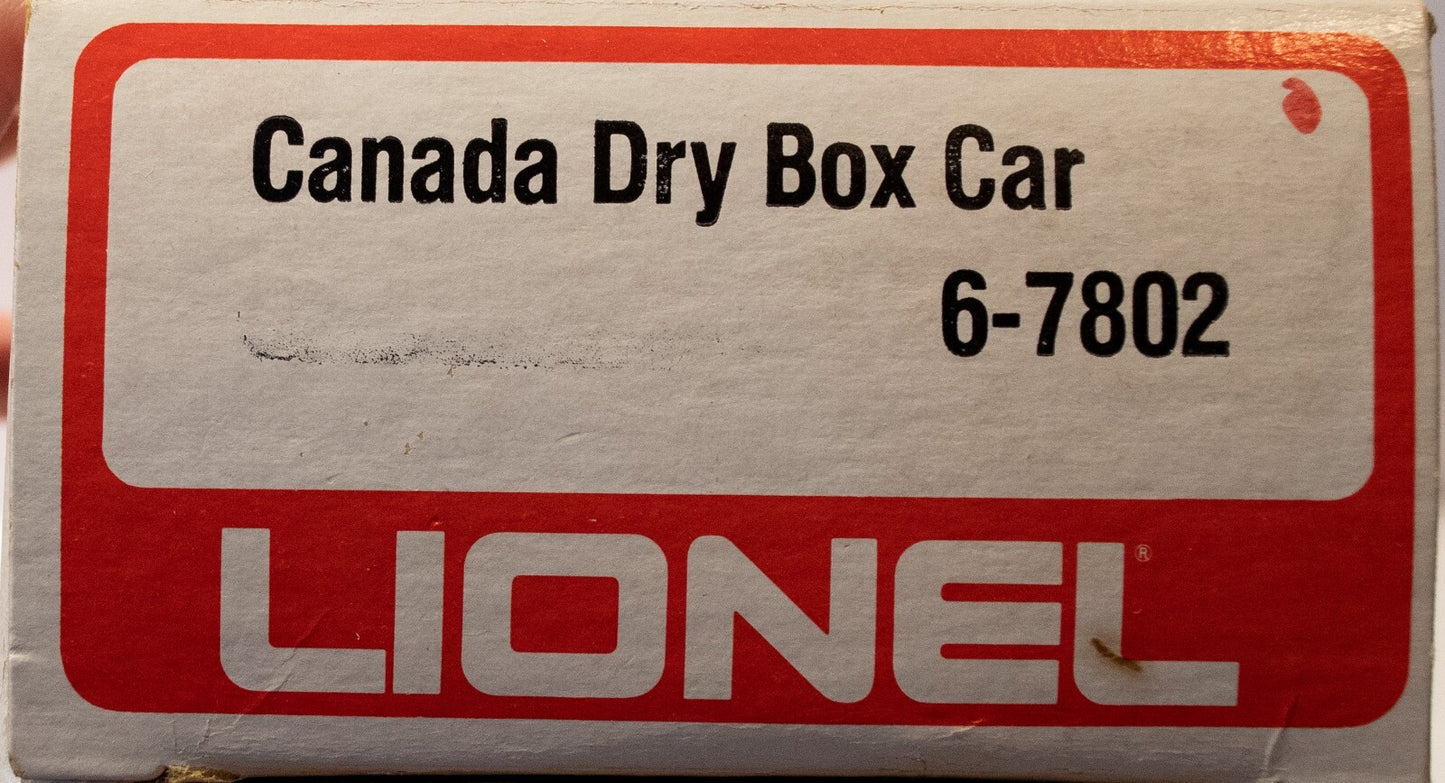 Canada Dry Box Car
6-7802
LIONEL®